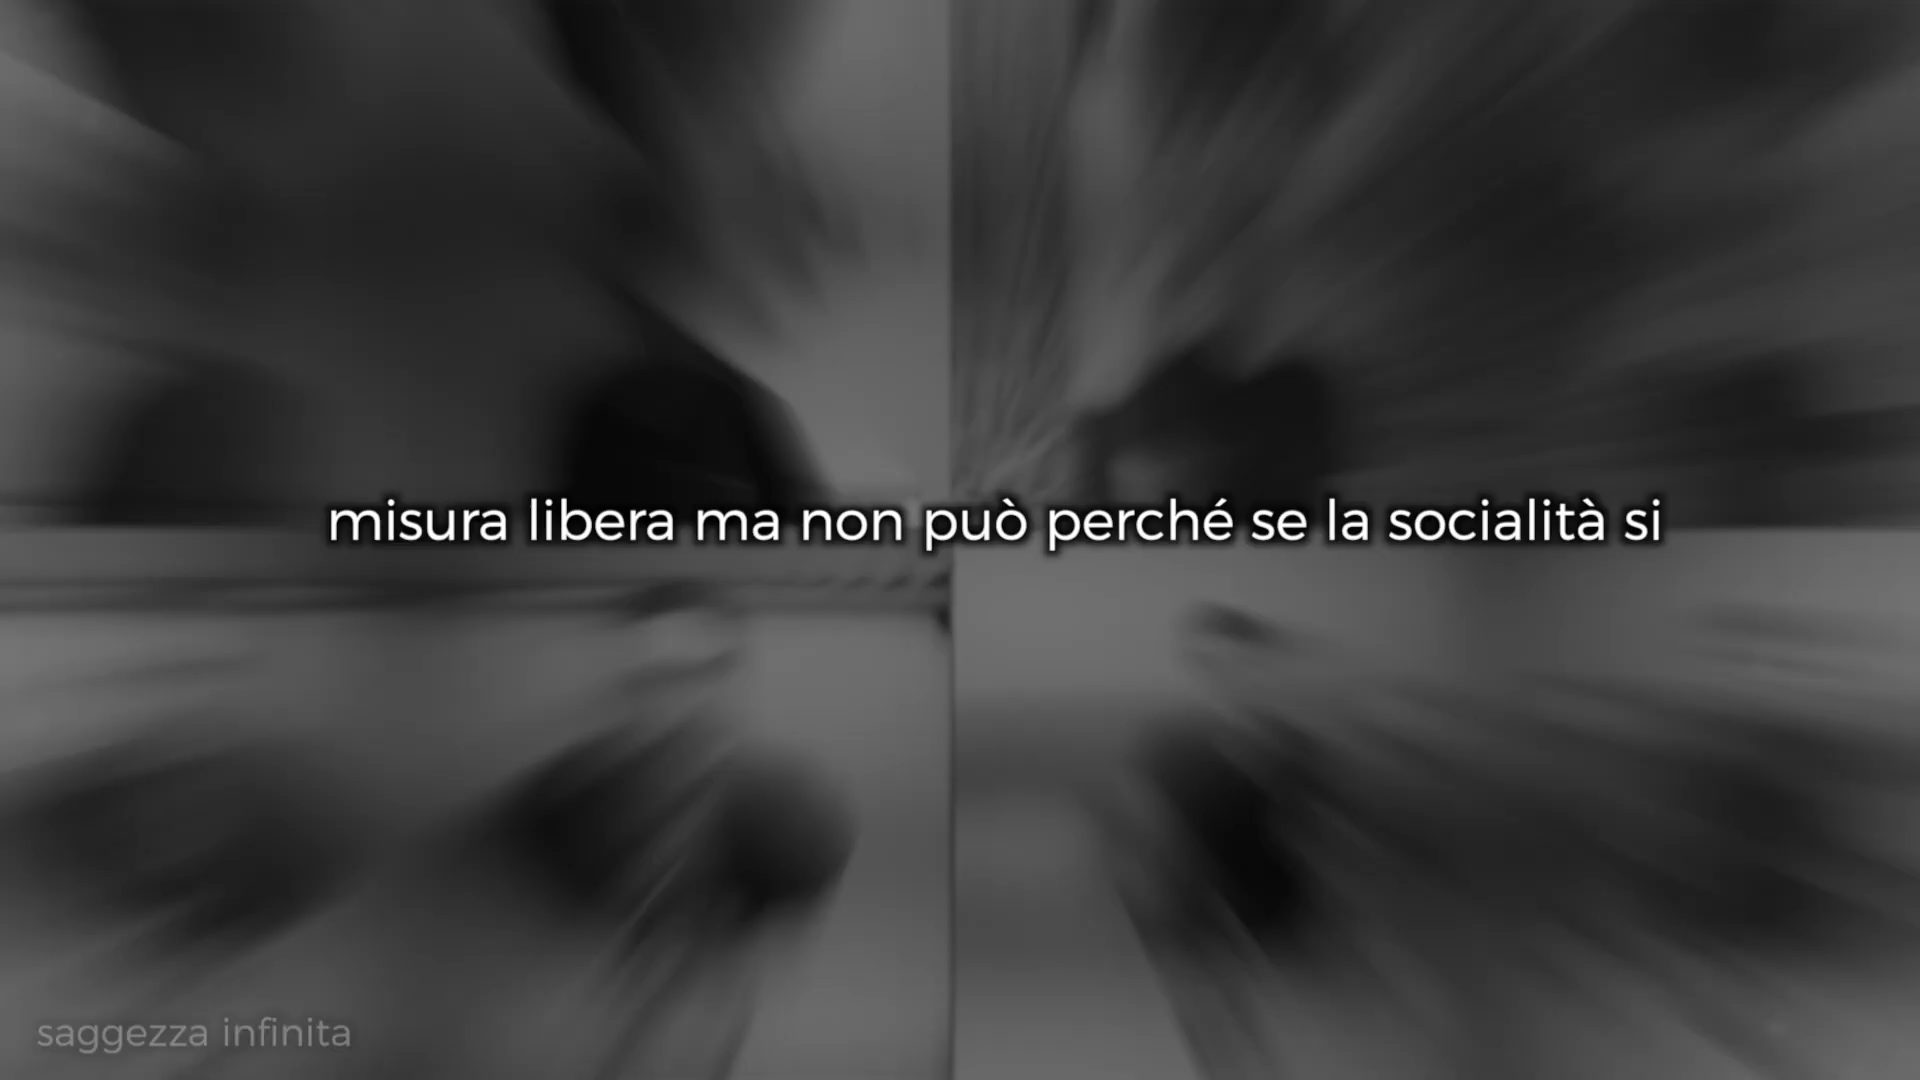 misura libera ma non può perché se la socialità si
saggezza infinita